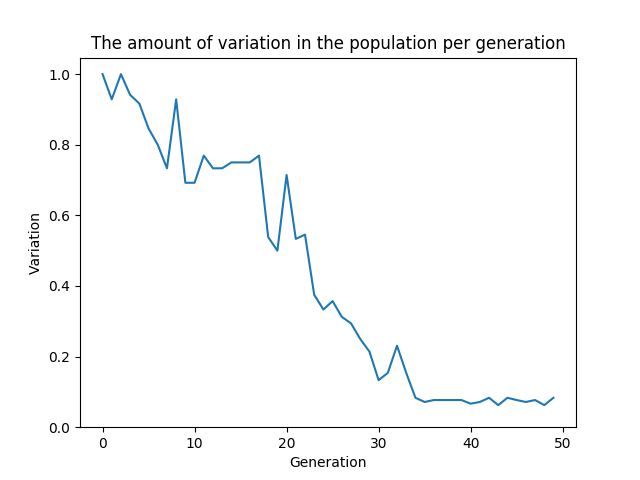 The amount of variation in the population per generation
1.0
0.8
0.6
0.4
0.2
0.0
Variation
0 10 20 30 40 50
Generation